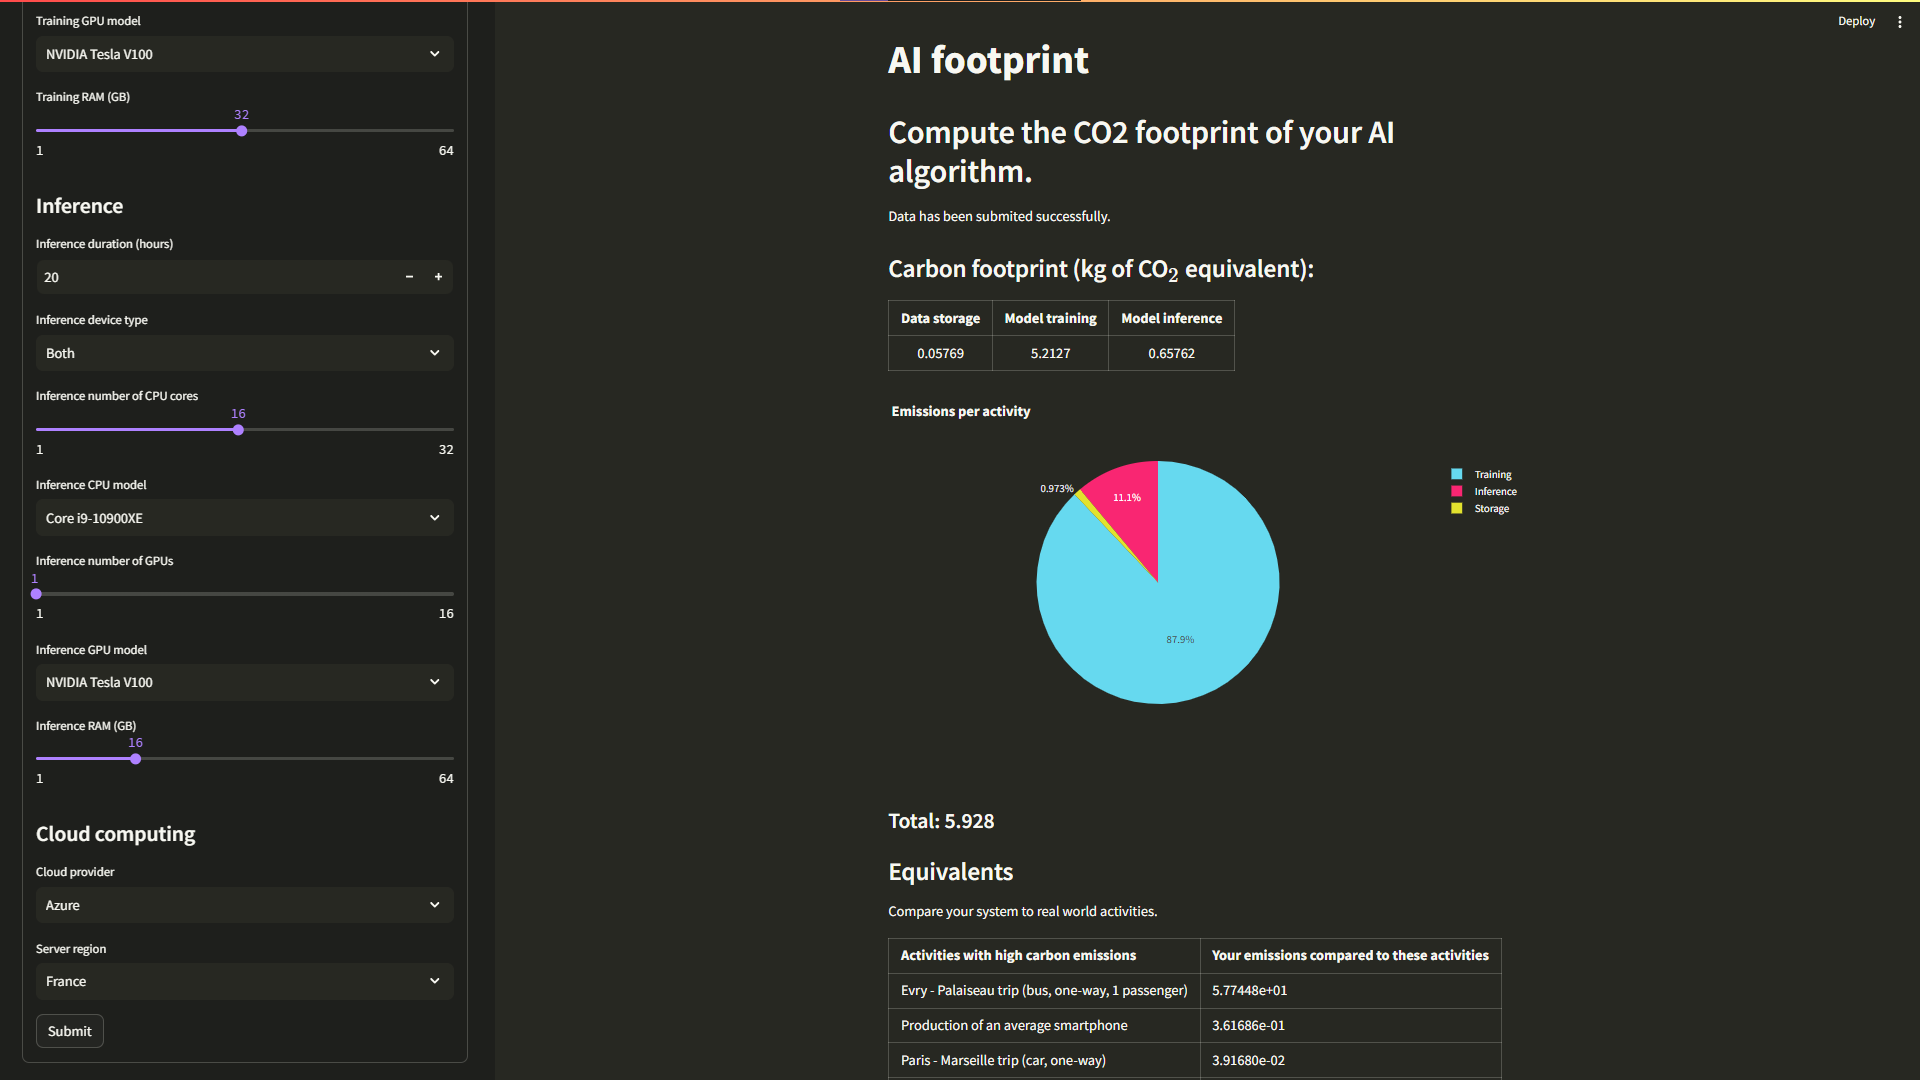 Training GPU model
NVIDIA Tesla V100
Training RAM (GB)
32
1 64
Inference
Inference duration (hours)
20 − +
Inference device type
Both
Inference number of CPU cores
16
1 32
Inference CPU model
Core i9-10900XE
Inference number of GPUs
1
1 16
Inference GPU model
NVIDIA Tesla V100
Inference RAM (GB)
16
1 64
Cloud computing
Cloud provider
Azure
Server region
France
Submit
Deploy
AI footprint
Compute the CO2 footprint of your AI
algorithm.
Data has been submited successfully.
Carbon footprint (kg of CO₂ equivalent):
Data storage Model training Model inference
0.05769 5.2127 0.65762
Emissions per activity
0.973%
11.1%
87.9%
Training
Inference
Storage
Total: 5.928
Equivalents
Compare your system to real world activities.
Activities with high carbon emissions Your emissions compared to these activities
Evry - Palaiseau trip (bus, one-way, 1 passenger) 5.77448e+01
Production of an average smartphone 3.61686e-01
Paris - Marseille trip (car, one-way) 3.91680e-02